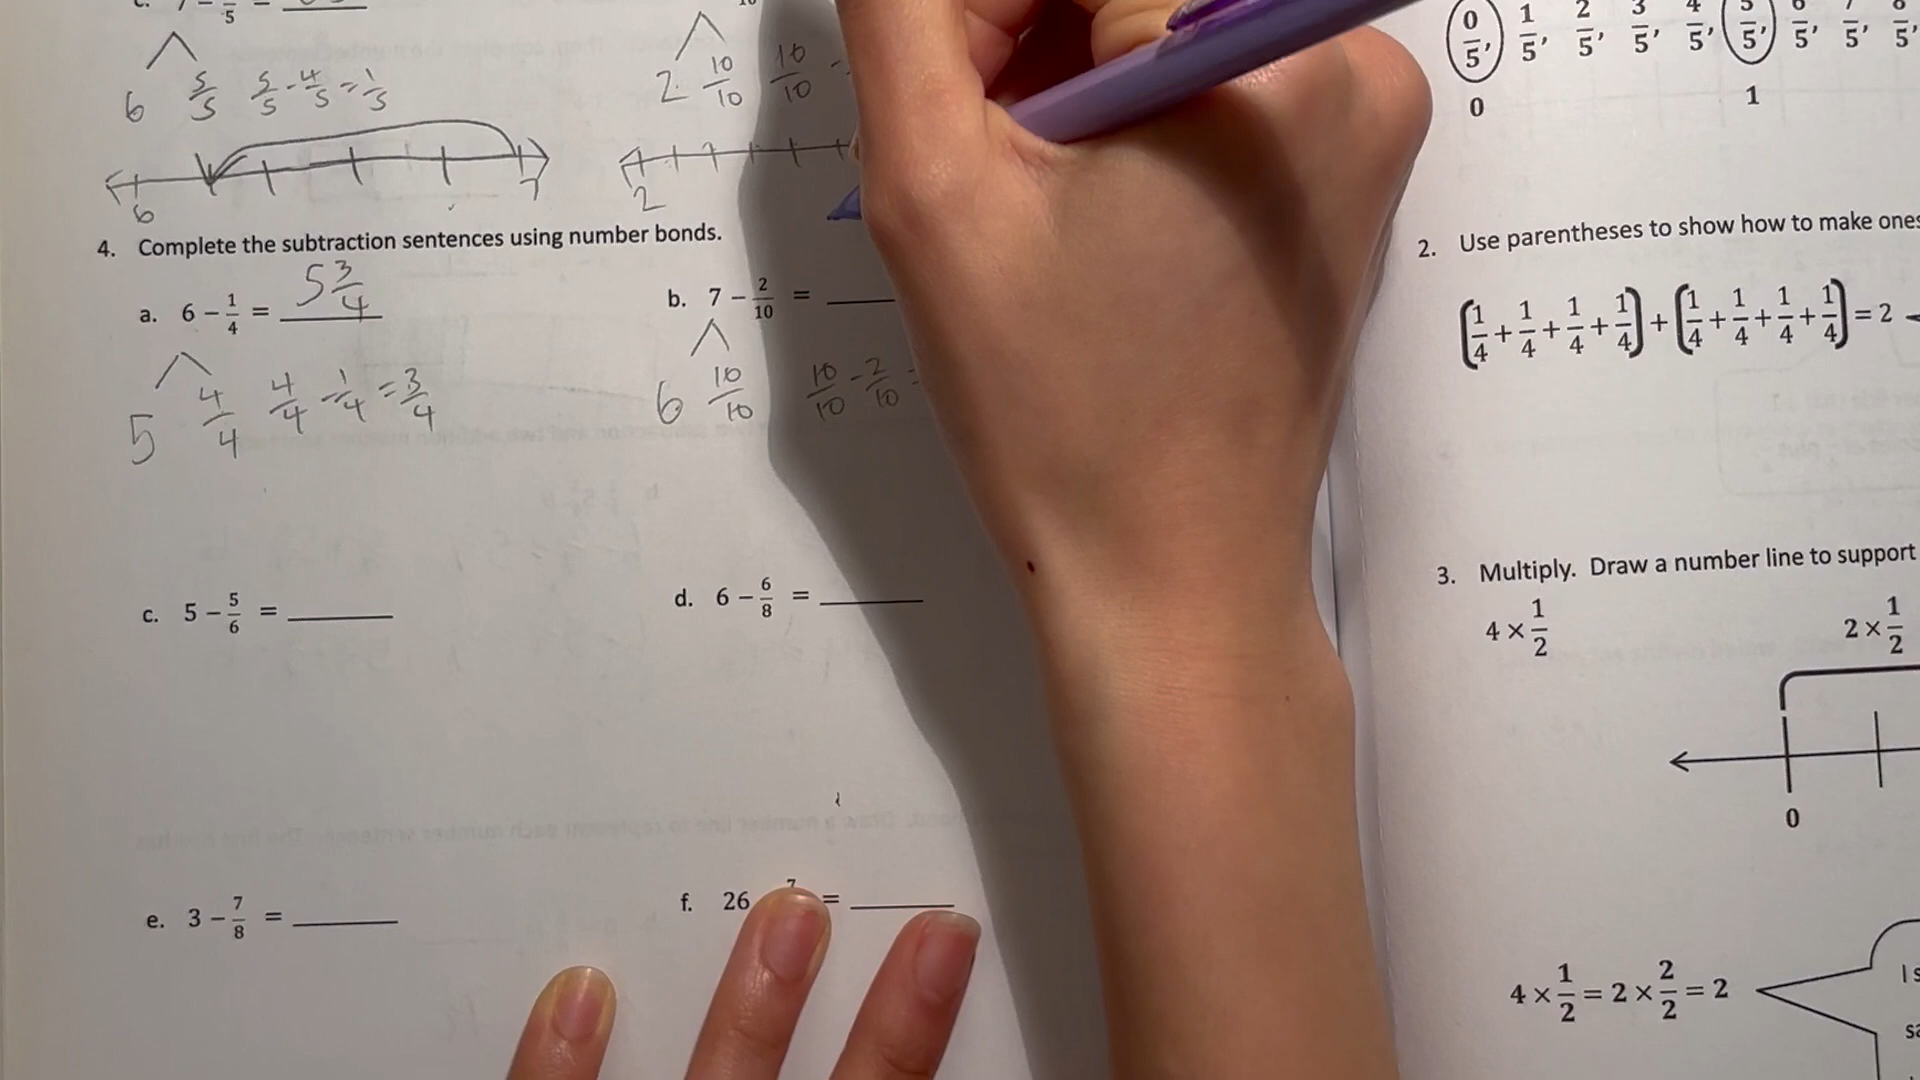 6 5/5 5/5 - 4/5 = 1/5
6 7
2 10/10 10/10 -
2
4. Complete the subtraction sentences using number bonds.
a. 6 - 1/4 = 5 3/4
5 4/4 4/4 - 1/4 = 3/4
b. 7 - 2/10 =
6 10/10 10/10 - 2/10 =
c. 5 - 5/6 =
d. 6 - 6/8 =
e. 3 - 7/8 =
f. 26 =
0/5, 1/5, 2/5, 3/5, 4/5, 5/5,
0 1
2. Use parentheses to show how to make ones
(1/4 + 1/4 + 1/4 + 1/4) + (1/4 + 1/4 + 1/4 + 1/4) = 2
3. Multiply. Draw a number line to support
4 × 1/2 2 × 1/2
0
4 × 1/2 = 2 × 2/2 = 2
I